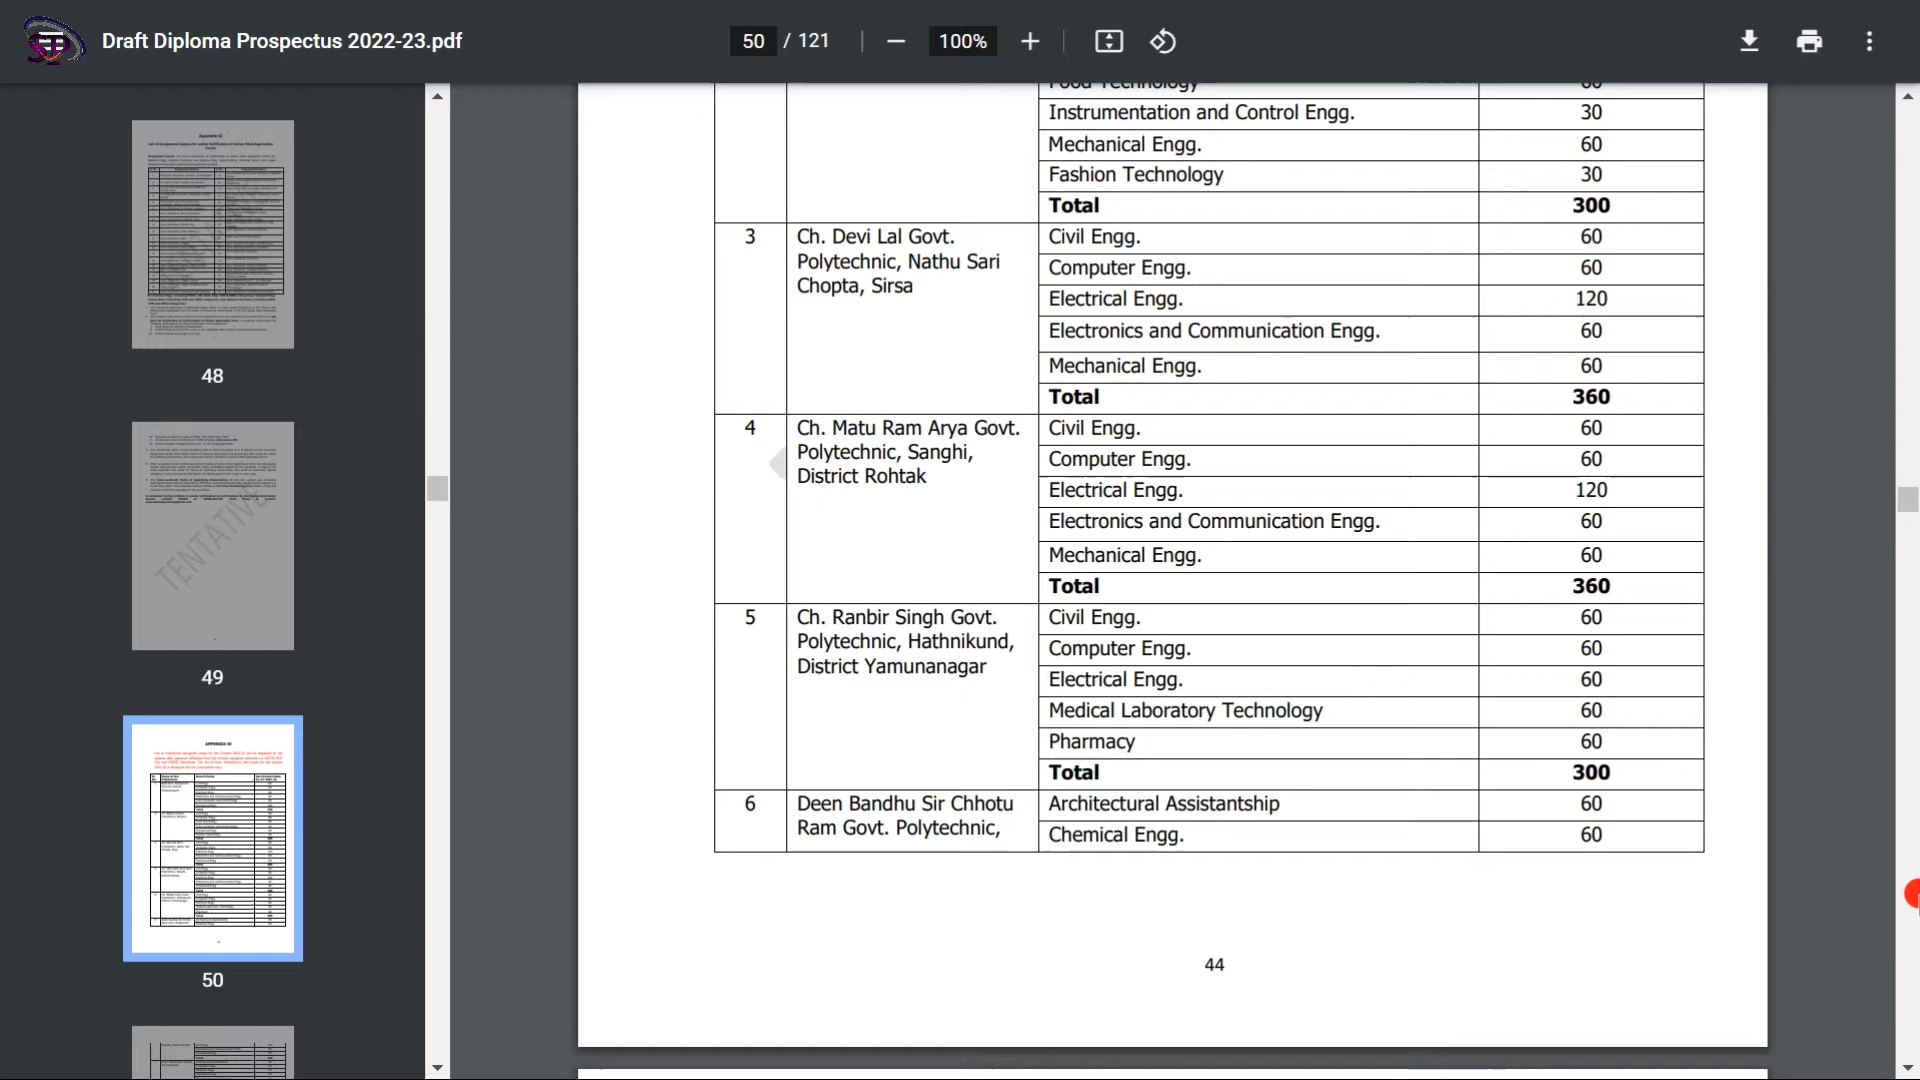 Draft Diploma Prospectus 2022-23.pdf
50 / 121
100%
Food Technology 60
Instrumentation and Control Engg. 30
Mechanical Engg. 60
Fashion Technology 30
Total 300
3 Ch. Devi Lal Govt. Polytechnic, Nathu Sari Chopta, Sirsa
Civil Engg. 60
Computer Engg. 60
Electrical Engg. 120
Electronics and Communication Engg. 60
Mechanical Engg. 60
Total 360
4 Ch. Matu Ram Arya Govt. Polytechnic, Sanghi, District Rohtak
Civil Engg. 60
Computer Engg. 60
Electrical Engg. 120
Electronics and Communication Engg. 60
Mechanical Engg. 60
Total 360
5 Ch. Ranbir Singh Govt. Polytechnic, Hathnikund, District Yamunanagar
Civil Engg. 60
Computer Engg. 60
Electrical Engg. 60
Medical Laboratory Technology 60
Pharmacy 60
Total 300
6 Deen Bandhu Sir Chhotu Ram Govt. Polytechnic,
Architectural Assistantship 60
Chemical Engg. 60
44
48
TENTATIVE
49
APPENDIX-IV
50